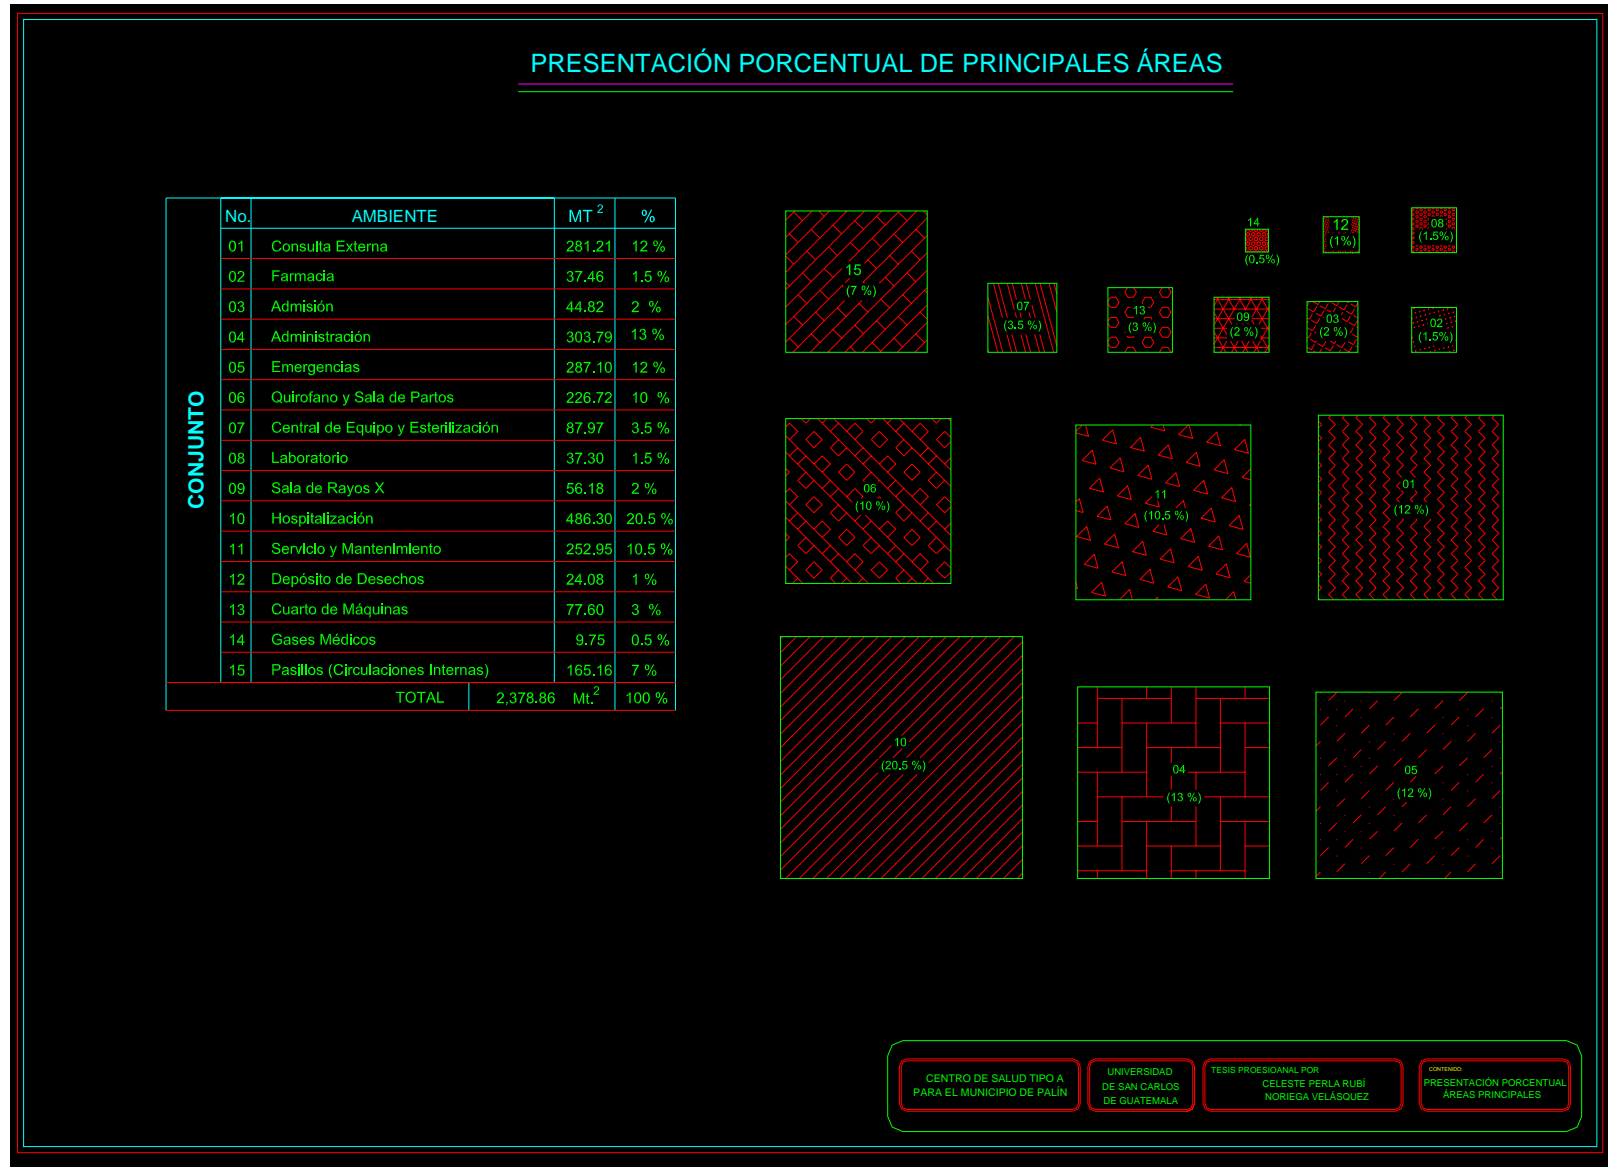 PRESENTACIÓN PORCENTUAL DE PRINCIPALES ÁREAS
CONJUNTO
No. AMBIENTE MT 2 %
01 Consulta Externa 281.21 12 %
02 Farmacia 37.46 1.5 %
03 Admisión 44.82 2 %
04 Administración 303.79 13 %
05 Emergencias 287.10 12 %
06 Quirofano y Sala de Partos 226.72 10 %
07 Central de Equipo y Esterilización 87.97 3.5 %
08 Laboratorio 37.30 1.5 %
09 Sala de Rayos X 56.18 2 %
10 Hospitalización 486.30 20.5 %
11 Servicio y Mantenimiento 252.95 10.5 %
12 Depósito de Desechos 24.08 1 %
13 Cuarto de Máquinas 77.60 3 %
14 Gases Médicos 9.75 0.5 %
15 Pasillos (Circulaciones Internas) 165.16 7 %
TOTAL 2,378.86 Mt.2 100 %
15
(7 %)
14
(0.5%)
12
(1%)
08
(1.5%)
07
(3.5 %)
13
(3 %)
09
(2 %)
03
(2 %)
02
(1.5%)
06
(10 %)
11
(10.5 %)
01
(12 %)
10
(20.5 %)
04
(13 %)
05
(12 %)
CENTRO DE SALUD TIPO A
PARA EL MUNICIPIO DE PALÍN
UNIVERSIDAD
DE SAN CARLOS
DE GUATEMALA
TESIS PROESIOANAL POR
CELESTE PERLA RUBÍ
NORIEGA VELÁSQUEZ
CONTENIDO:
PRESENTACIÓN PORCENTUAL
ÁREAS PRINCIPALES